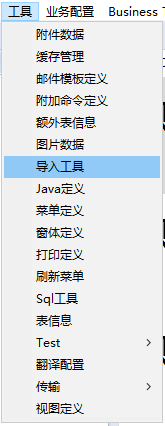 工具 业务配置 Business
附件数据
缓存管理
邮件模板定义
附加命令定义
额外表信息
图片数据
导入工具
Java定义
菜单定义
窗体定义
打印定义
刷新菜单
Sql工具
表信息
Test
翻译配置
传输
视图定义